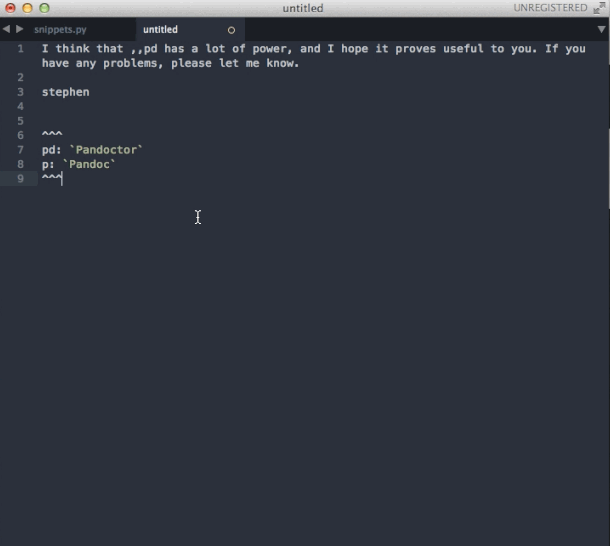 untitled
UNREGISTERED
snippets.py
untitled
1 I think that ,,pd has a lot of power, and I hope it proves useful to you. If you
have any problems, please let me know.
2
3 stephen
4
5
6 ^^^
7 pd: `Pandoctor`
8 p: `Pandoc`
9 ^^^